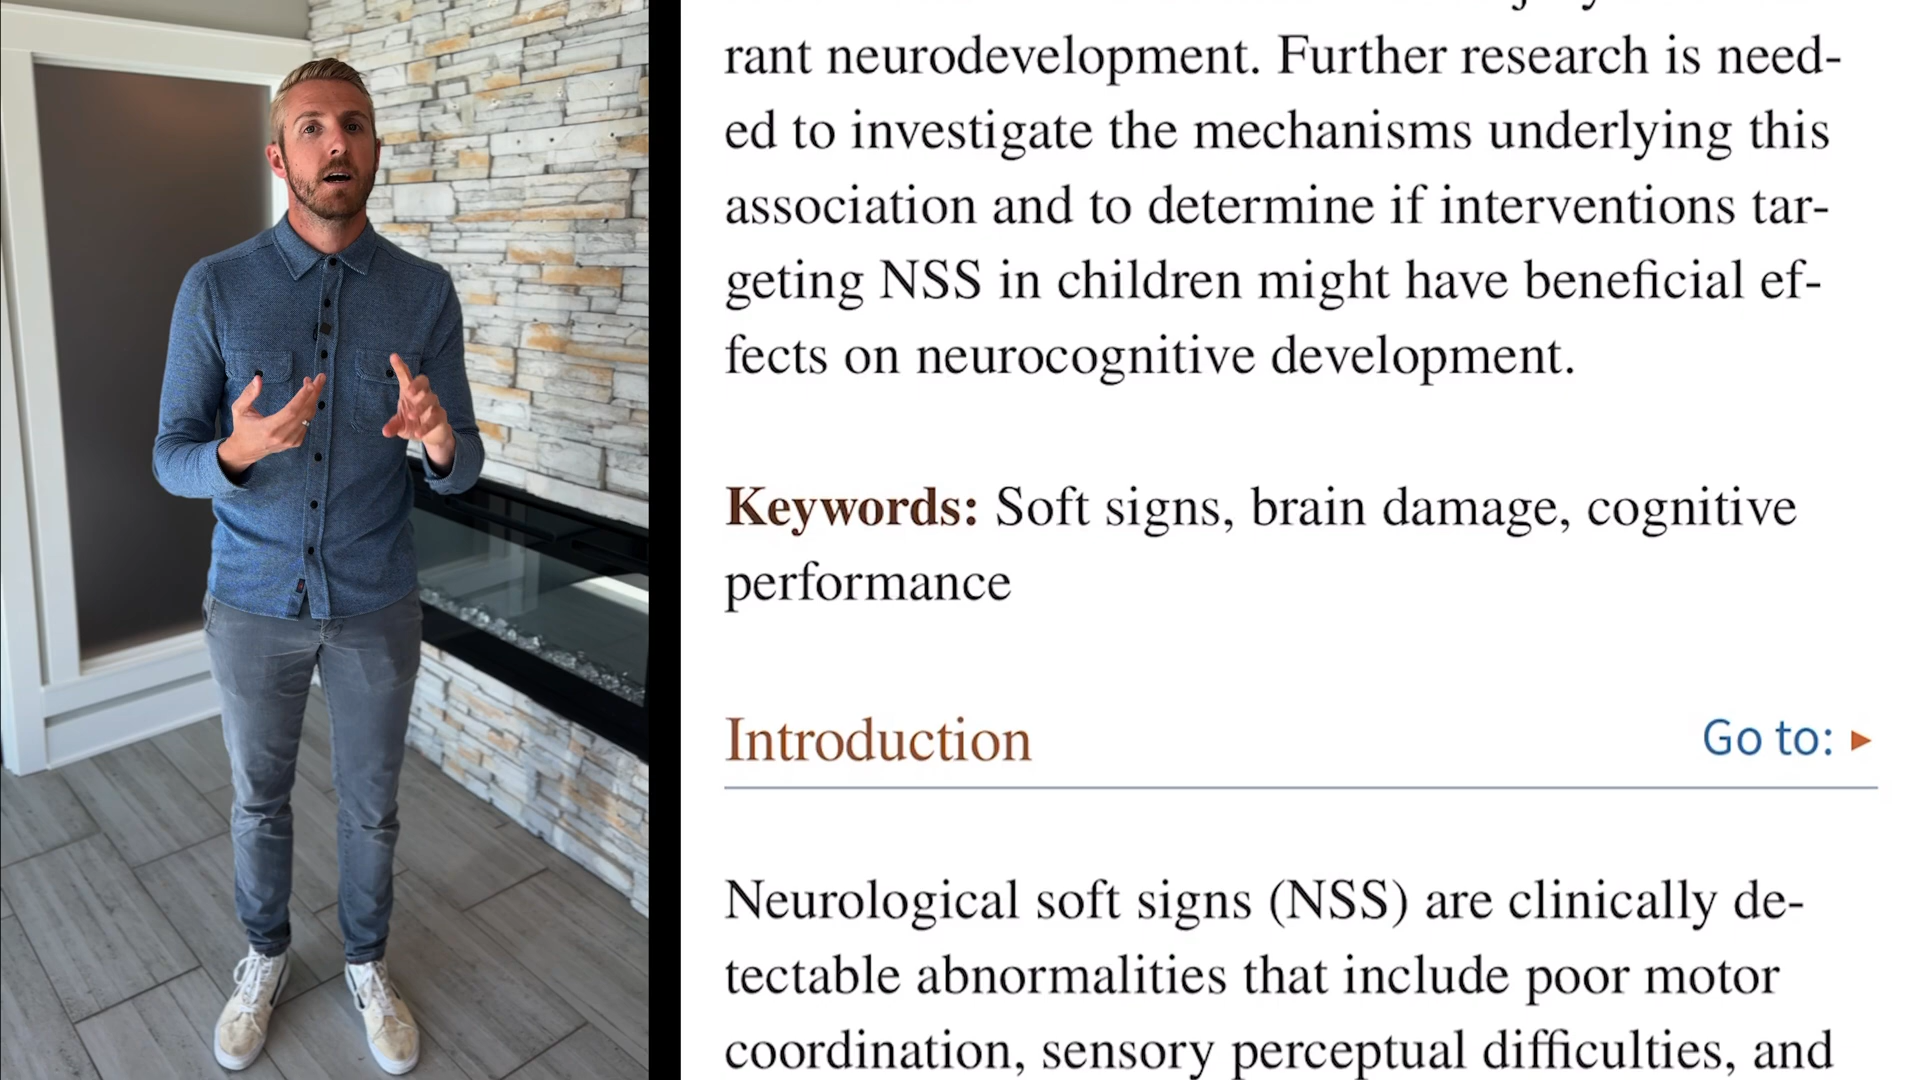 rant neurodevelopment. Further research is need-
ed to investigate the mechanisms underlying this
association and to determine if interventions tar-
geting NSS in children might have beneficial ef-
fects on neurocognitive development.
Keywords: Soft signs, brain damage, cognitive
performance
Introduction
Go to: ▸
Neurological soft signs (NSS) are clinically de-
tectable abnormalities that include poor motor
coordination, sensory perceptual difficulties, and